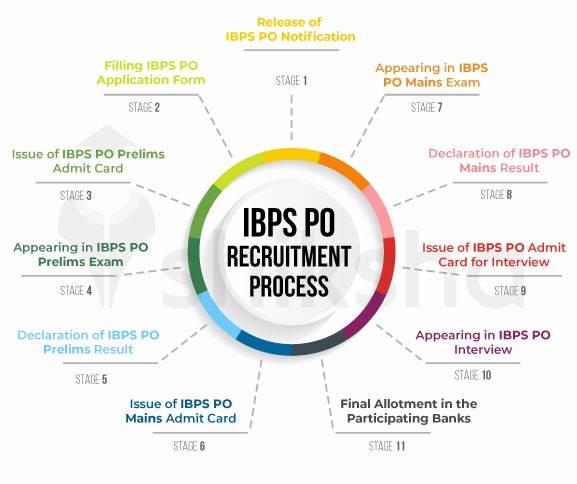 Release of
IBPS PO Notification
STAGE 1
Filling IBPS PO
Application Form
STAGE 2
Issue of IBPS PO Prelims
Admit Card
STAGE 3
Appearing in IBPS PO
Prelims Exam
STAGE 4
Declaration of IBPS PO
Prelims Result
STAGE 5
Issue of IBPS PO
Mains Admit Card
STAGE 6
Appearing in IBPS
PO Mains Exam
STAGE 7
Declaration of IBPS PO
Mains Result
STAGE 8
Issue of IBPS PO Admit
Card for Interview
STAGE 9
Appearing in IBPS PO
Interview
STAGE 10
Final Allotment in the
Participating Banks
STAGE 11
IBPS PO
RECRUITMENT
PROCESS
shiksha